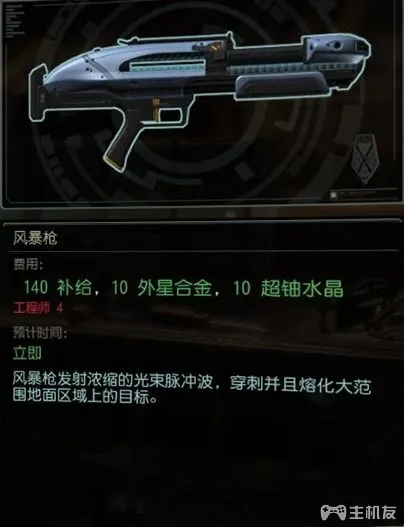 风暴枪
费用:
140 补给，10 外星合金，10 超铀水晶
工程师 4
预计时间:
立即
风暴枪发射浓缩的光束脉冲波，穿刺并且熔化大范
围地面区域上的目标。
主机友